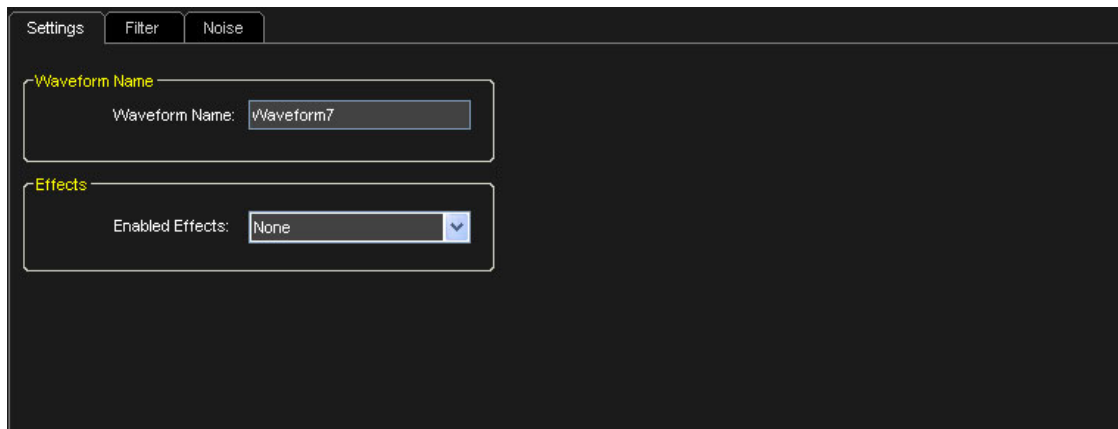 Settings Filter Noise
Waveform Name
Waveform Name: Waveform7
Effects
Enabled Effects: None